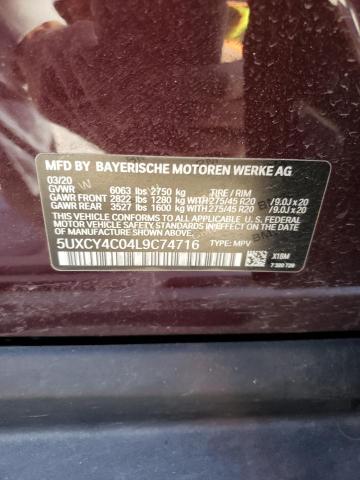 MFD BY BAYERISCHE MOTOREN WERKE AG
03/20
GVWR 6063 lbs 2750 kg TIRE / RIM
GAWR FRONT 2822 lbs 1280 kg W/275/45 R20 /9.0J x 20
GAWR REAR 3527 lbs 1600 kg W/275/45 R20 /9.0J x 20
THIS VEHICLE CONFORMS TO ALL APPLICABLE U.S. FEDERAL
MOTOR VEHICLE SAFETY STANDARDS IN EFFECT ON THE DATE OF
MANUFACTURE SHOWN ABOVE.
5UXCY4C04L9C74716 TYPE: MPV
X1BM